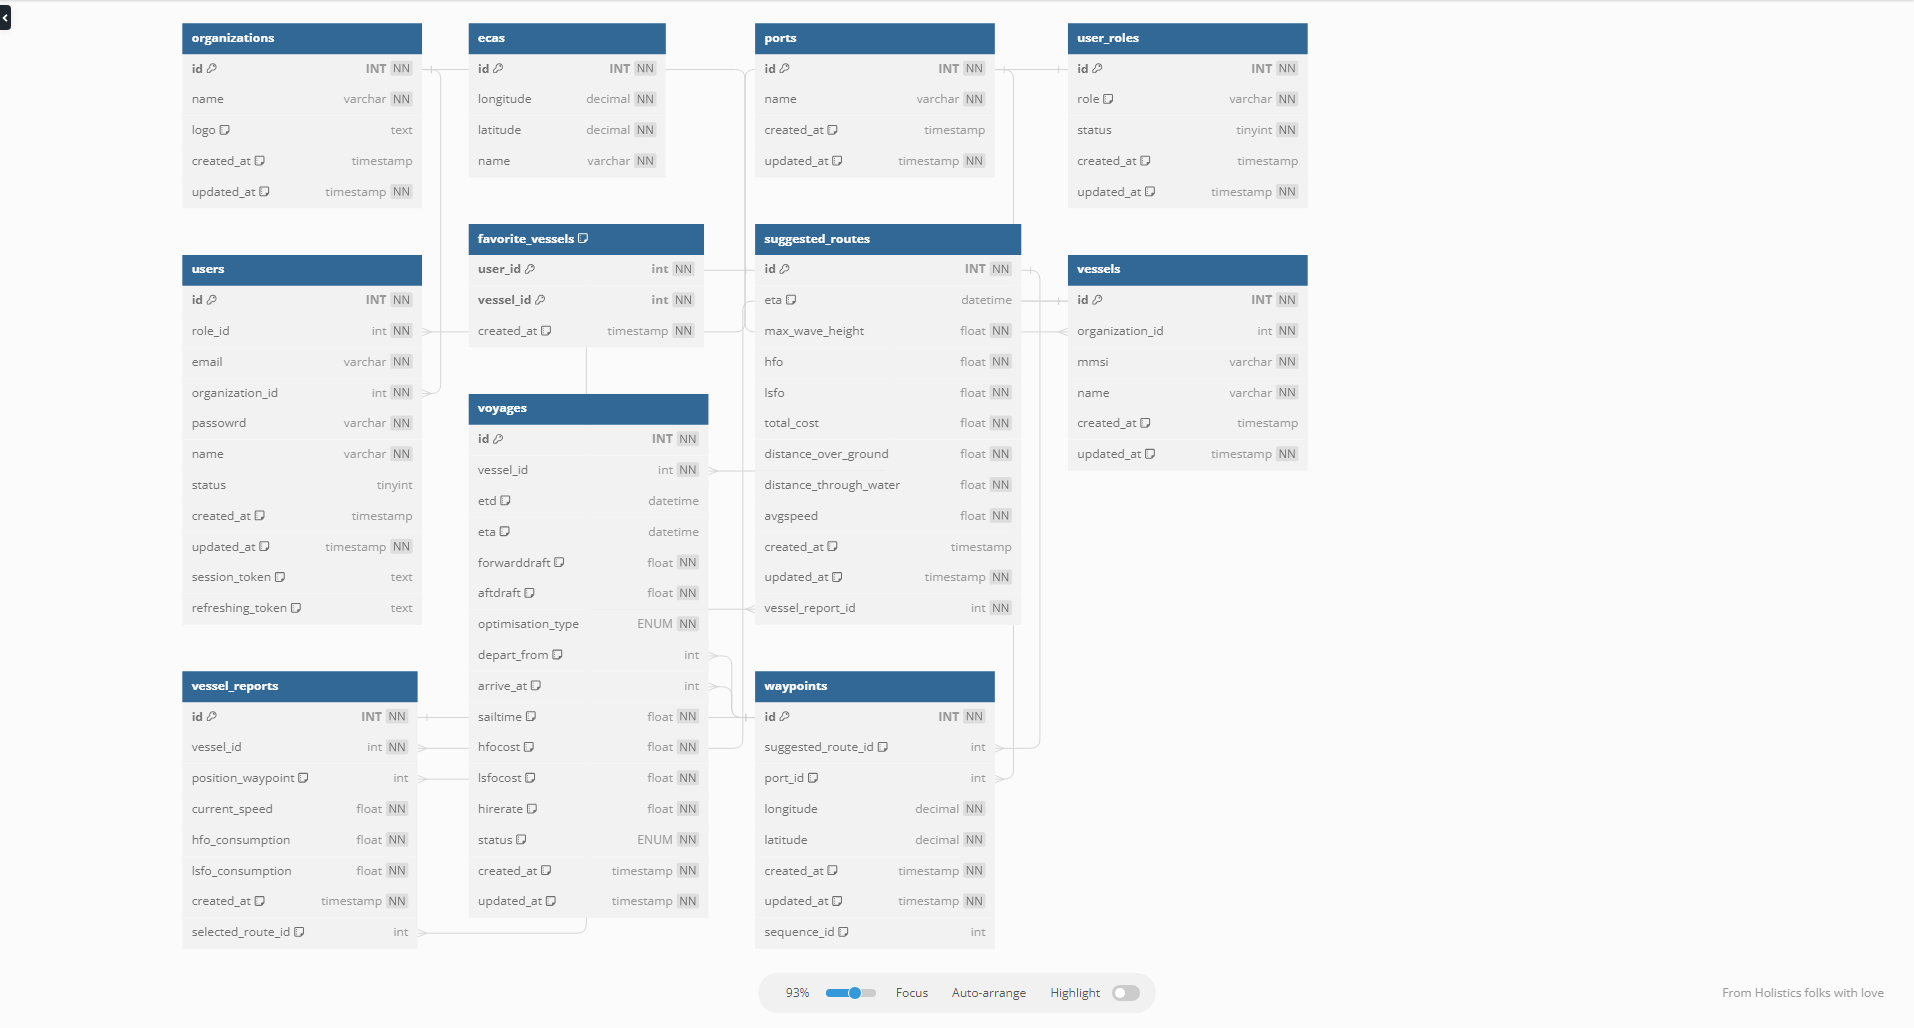 organizations
id INT NN
name varchar NN
logo text
created_at timestamp
updated_at timestamp NN
ecas
id INT NN
longitude decimal NN
latitude decimal NN
name varchar NN
ports
id INT NN
name varchar NN
created_at timestamp
updated_at timestamp NN
user_roles
id INT NN
role varchar NN
status tinyint NN
created_at timestamp
updated_at timestamp NN
users
id INT NN
role_id int NN
email varchar NN
organization_id int NN
passowrd varchar NN
name varchar NN
status tinyint
created_at timestamp
updated_at timestamp NN
session_token text
refreshing_token text
favorite_vessels
user_id int NN
vessel_id int NN
created_at timestamp NN
suggested_routes
id INT NN
eta datetime
max_wave_height float NN
hfo float NN
lsfo float NN
total_cost float NN
distance_over_ground float NN
distance_through_water float NN
avgspeed float NN
created_at timestamp
updated_at timestamp NN
vessel_report_id int NN
vessels
id INT NN
organization_id int NN
mmsi varchar NN
name varchar NN
created_at timestamp
updated_at timestamp NN
voyages
id INT NN
vessel_id int NN
etd datetime
eta datetime
forwarddraft float NN
aftdraft float NN
optimisation_type ENUM NN
depart_from int
arrive_at int
sailtime float NN
hfocost float NN
lsfocost float NN
hirerate float NN
status ENUM NN
created_at timestamp NN
updated_at timestamp NN
vessel_reports
id INT NN
vessel_id int NN
position_waypoint int
current_speed float NN
hfo_consumption float NN
lsfo_consumption float NN
created_at timestamp NN
selected_route_id int
waypoints
id INT NN
suggested_route_id int
port_id int
longitude decimal NN
latitude decimal NN
created_at timestamp NN
updated_at timestamp NN
sequence_id int
93% Focus Auto-arrange Highlight
From Holistics folks with love